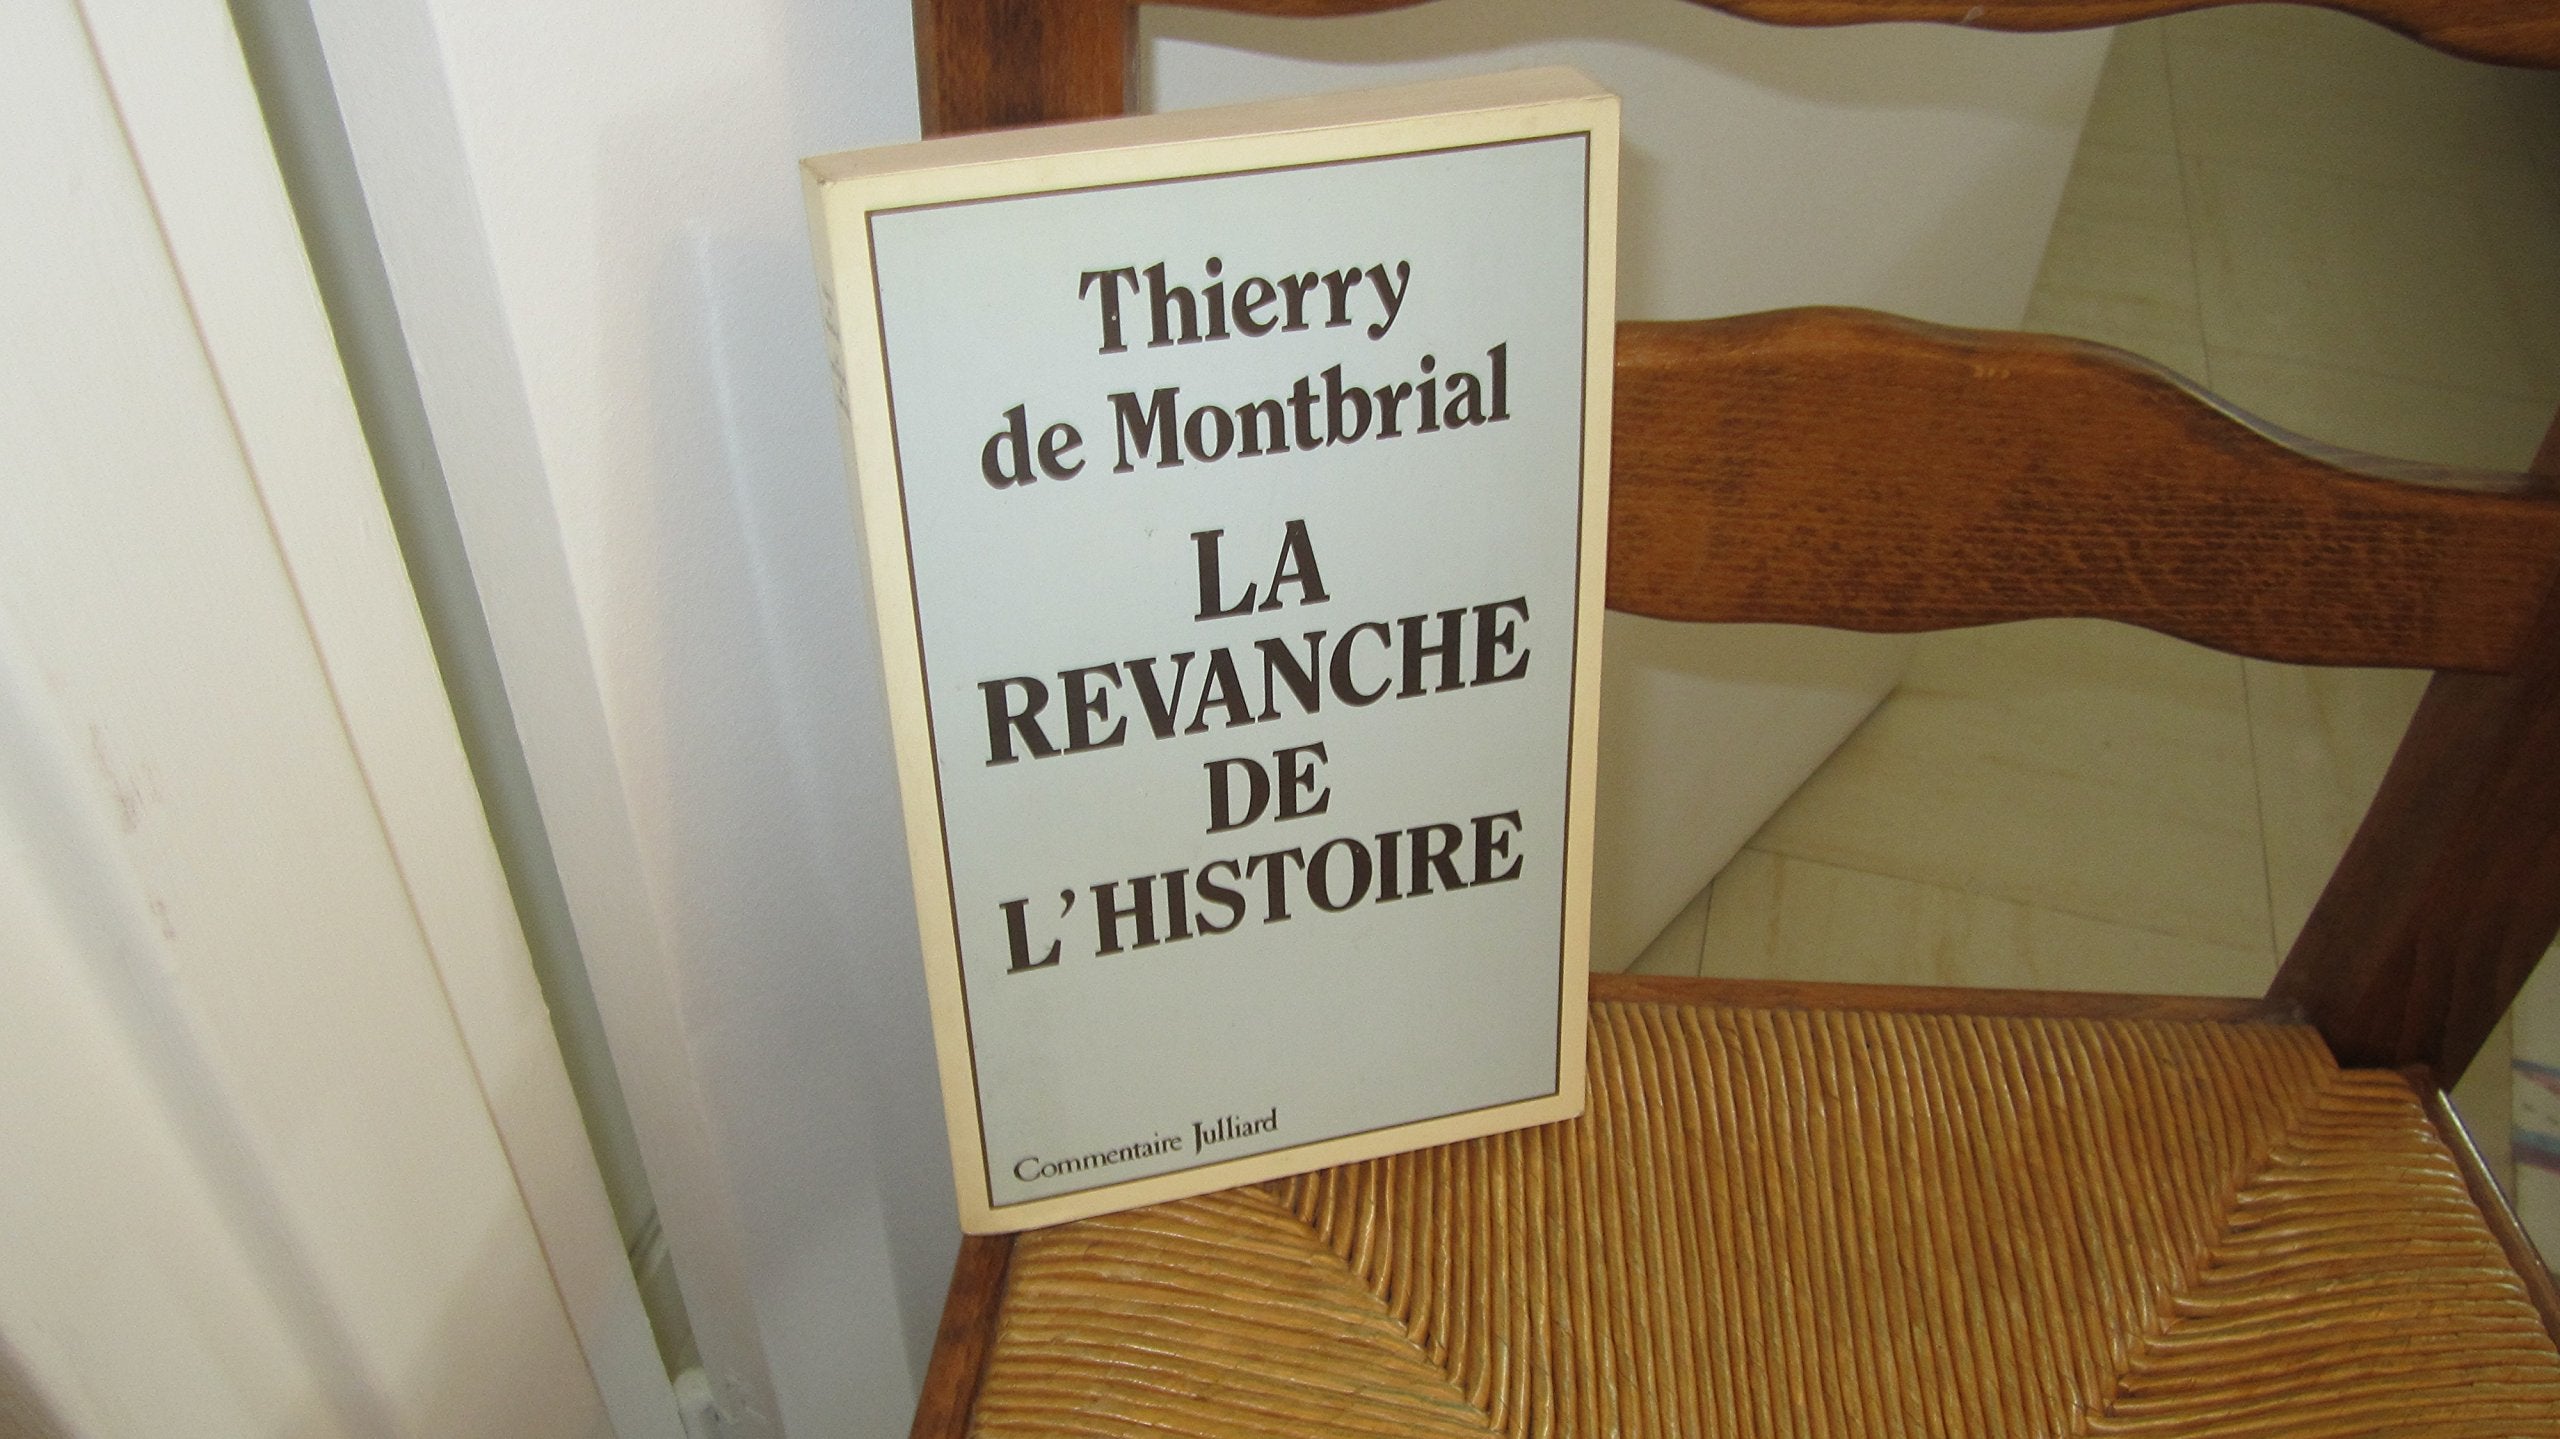 Thierry
de Montbrial
LA
REVANCHE
DE
L'HISTOIRE
Commentaire Julliard